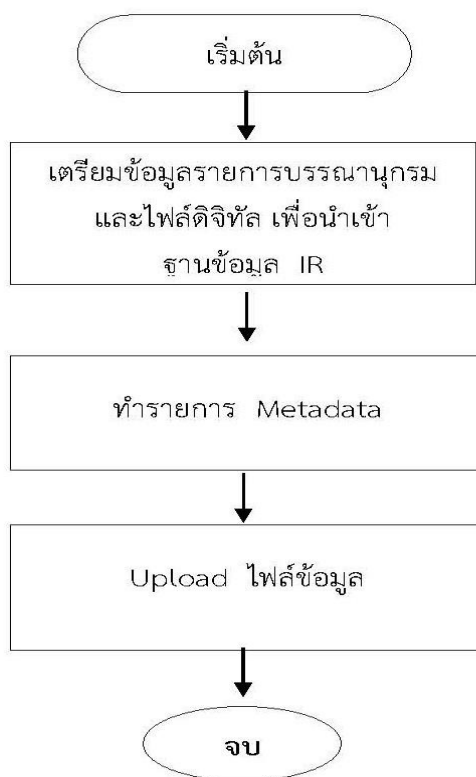 เริ่มต้น
เตรียมข้อมูลรายการบรรณานุกรม
และไฟล์ดิจิทัล เพื่อนำเข้า
ฐานข้อมูล IR
ทำรายการ Metadata
Upload ไฟล์ข้อมูล
จบ